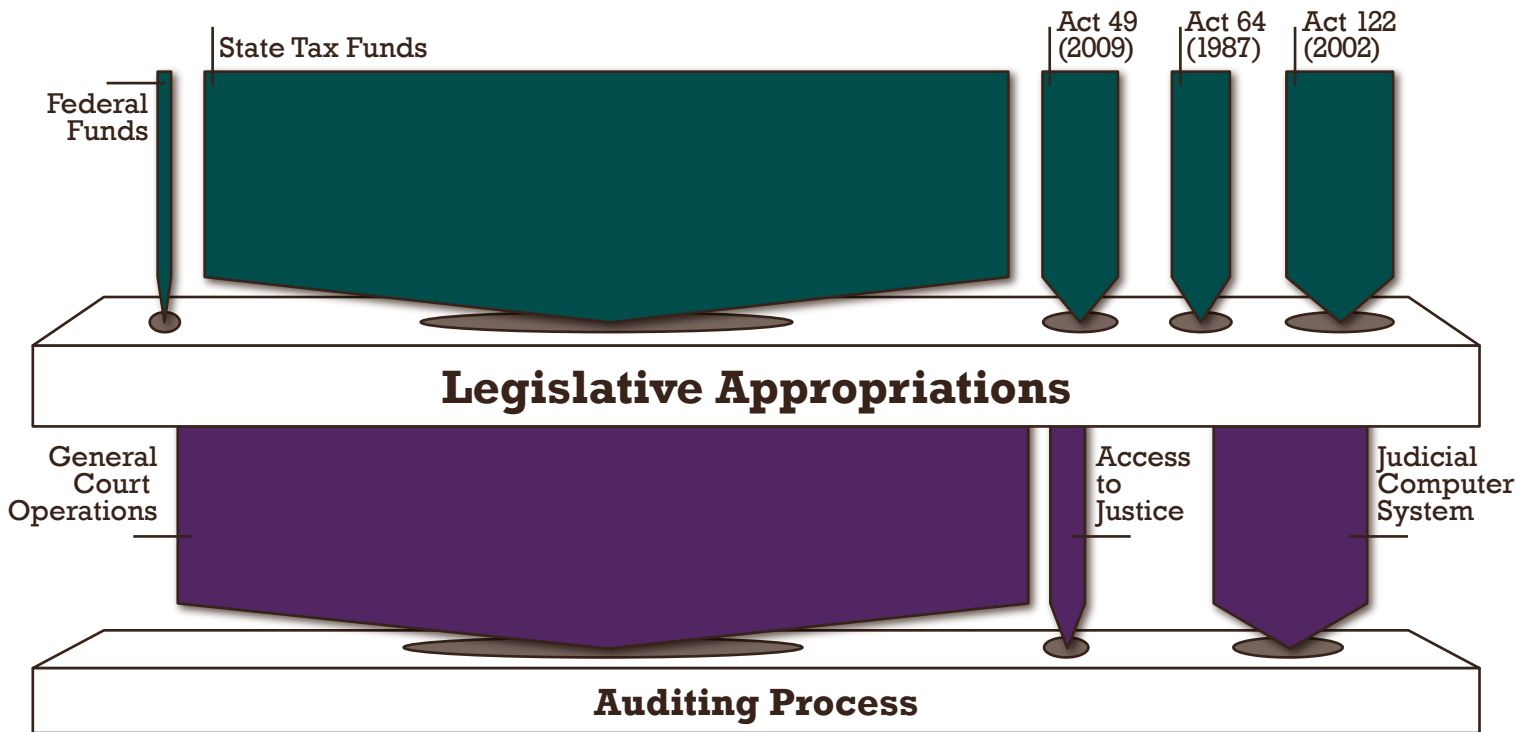 State Tax Funds
Act 49
(2009)
Act 64
(1987)
Act 122
(2002)
Federal
Funds
Legislative Appropriations
General
Court
Operations
Access
to
Justice
Judicial
Computer
System
Auditing Process